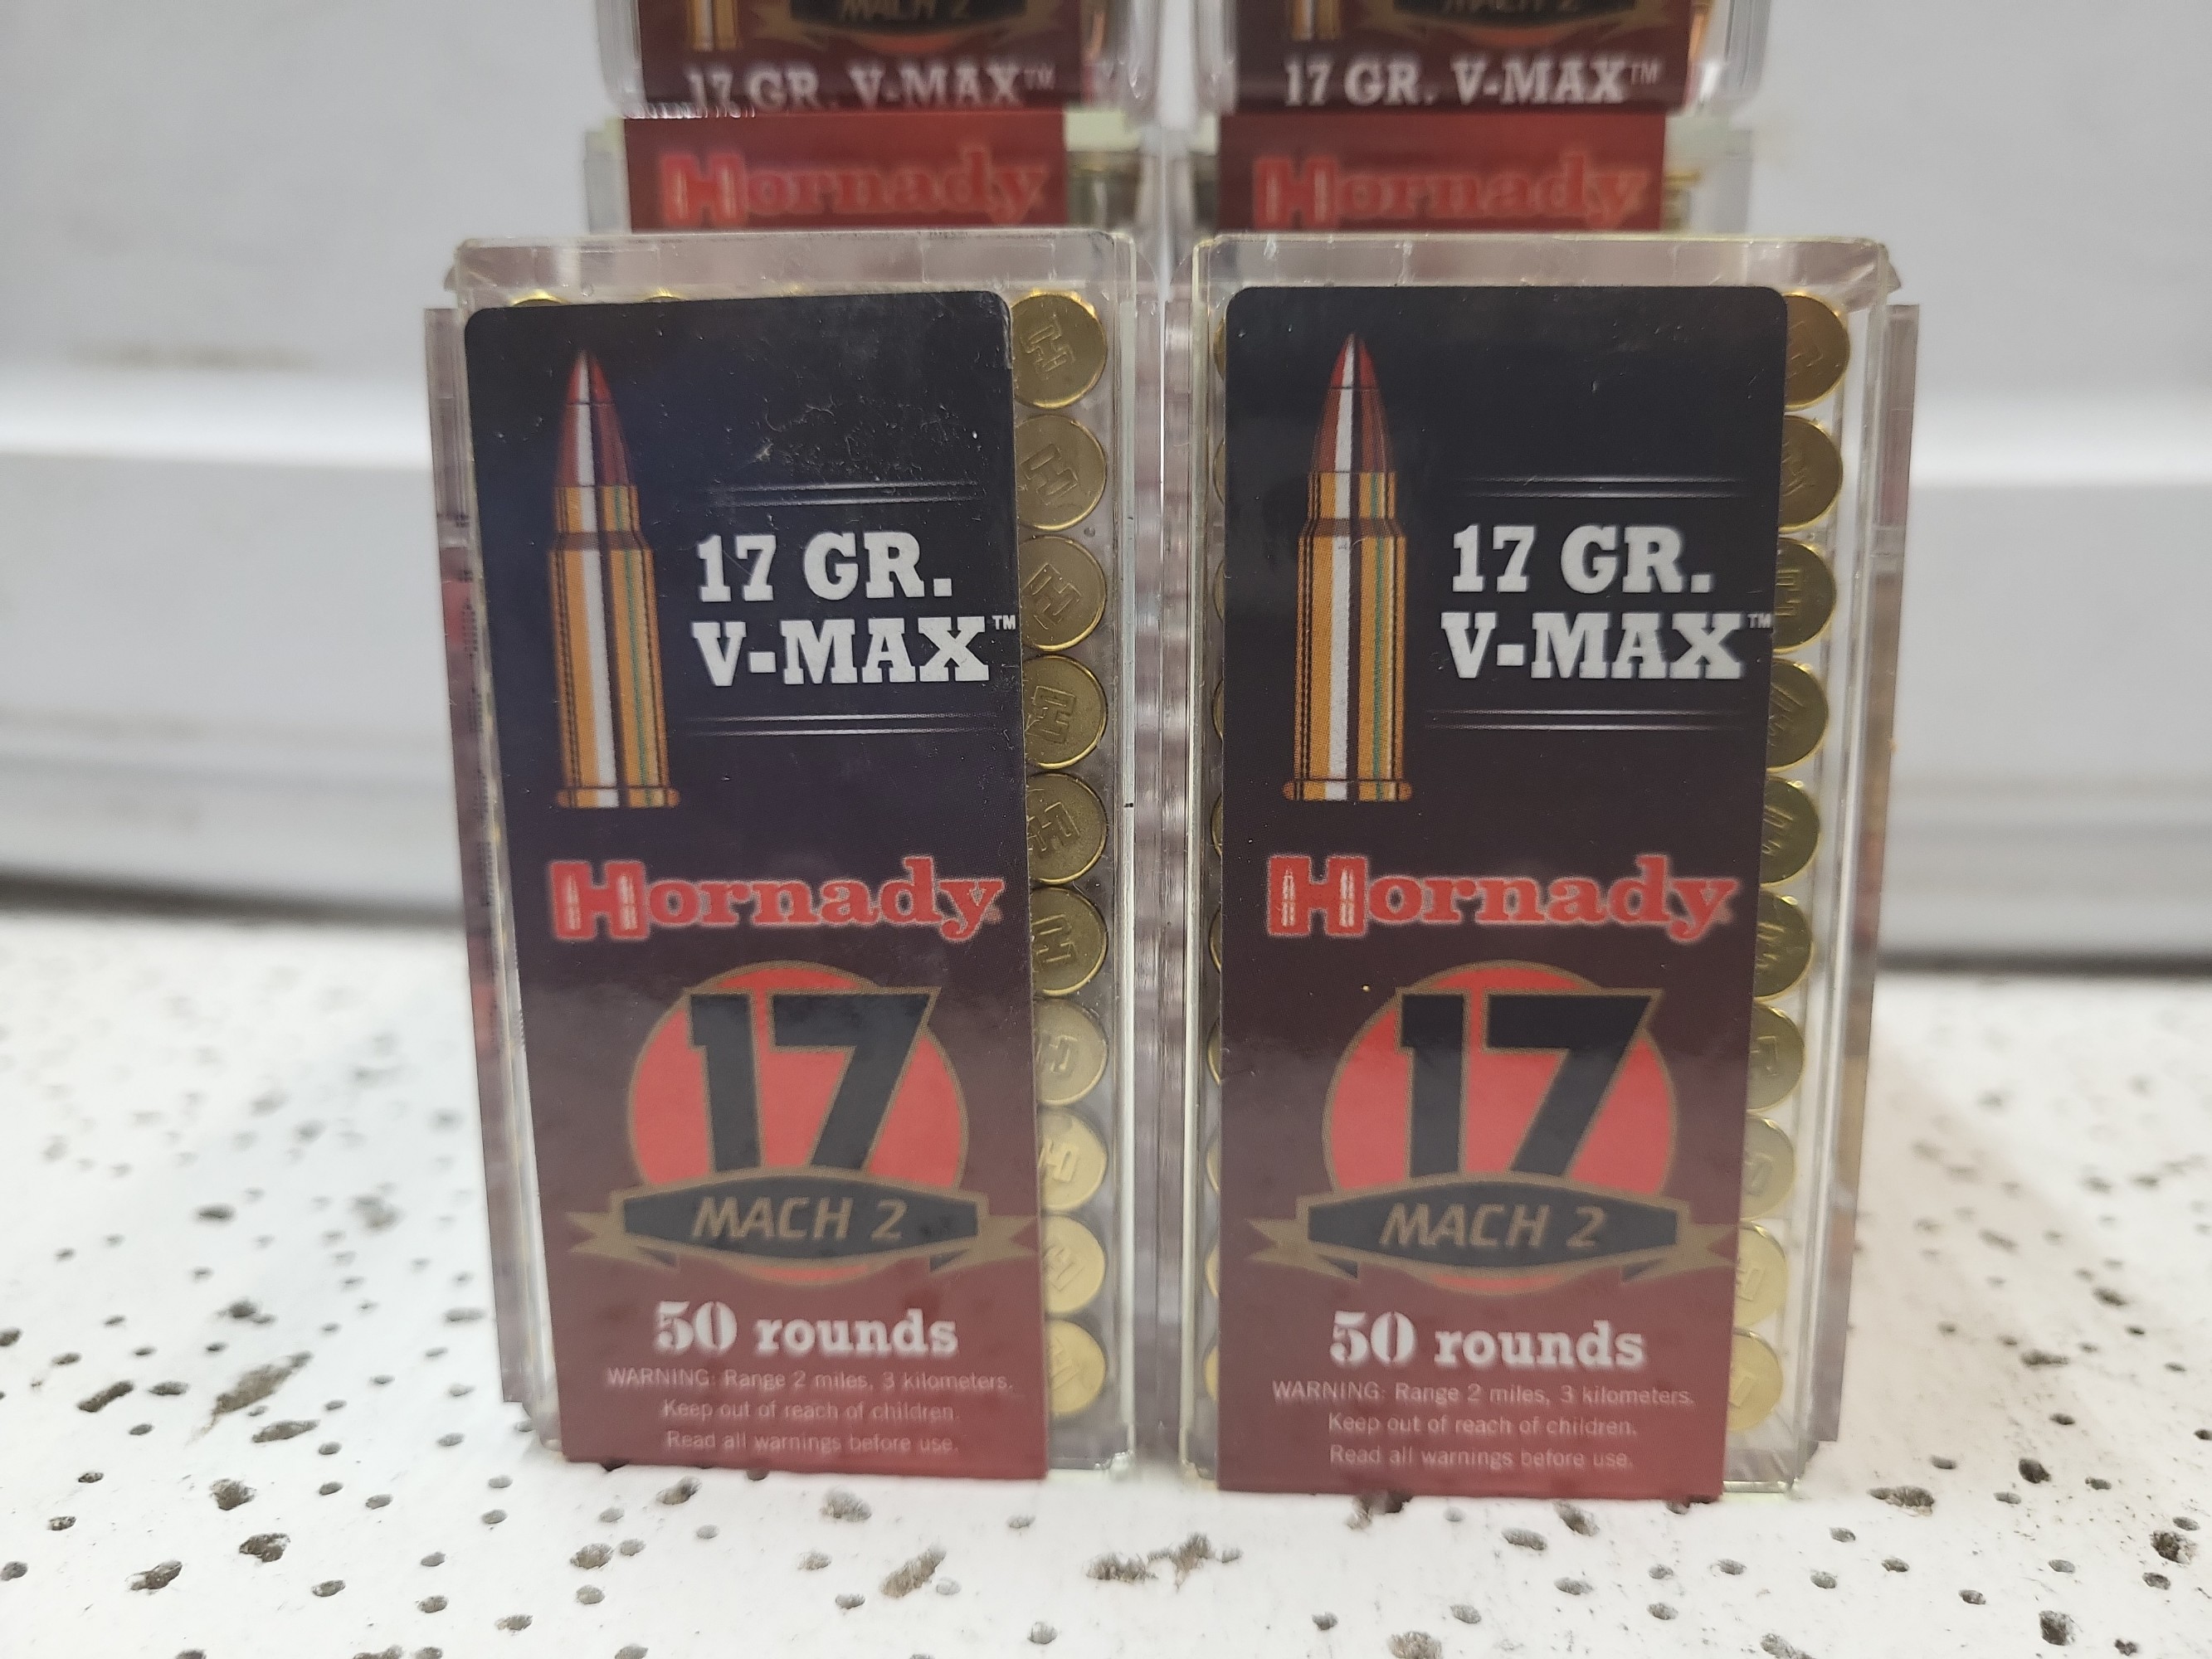 MACH 2
17 GR. V-MAX™
Hornady
MACH 2
17 GR. V-MAX™
Hornady
17 GR.
V-MAX™
Hornady
17
MACH 2
50 rounds
WARNING: Range 2 miles, 3 kilometers.
Keep out of reach of children.
Read all warnings before use.
17 GR.
V-MAX™
Hornady
17
MACH 2
50 rounds
WARNING: Range 2 miles, 3 kilometers.
Keep out of reach of children.
Read all warnings before use.